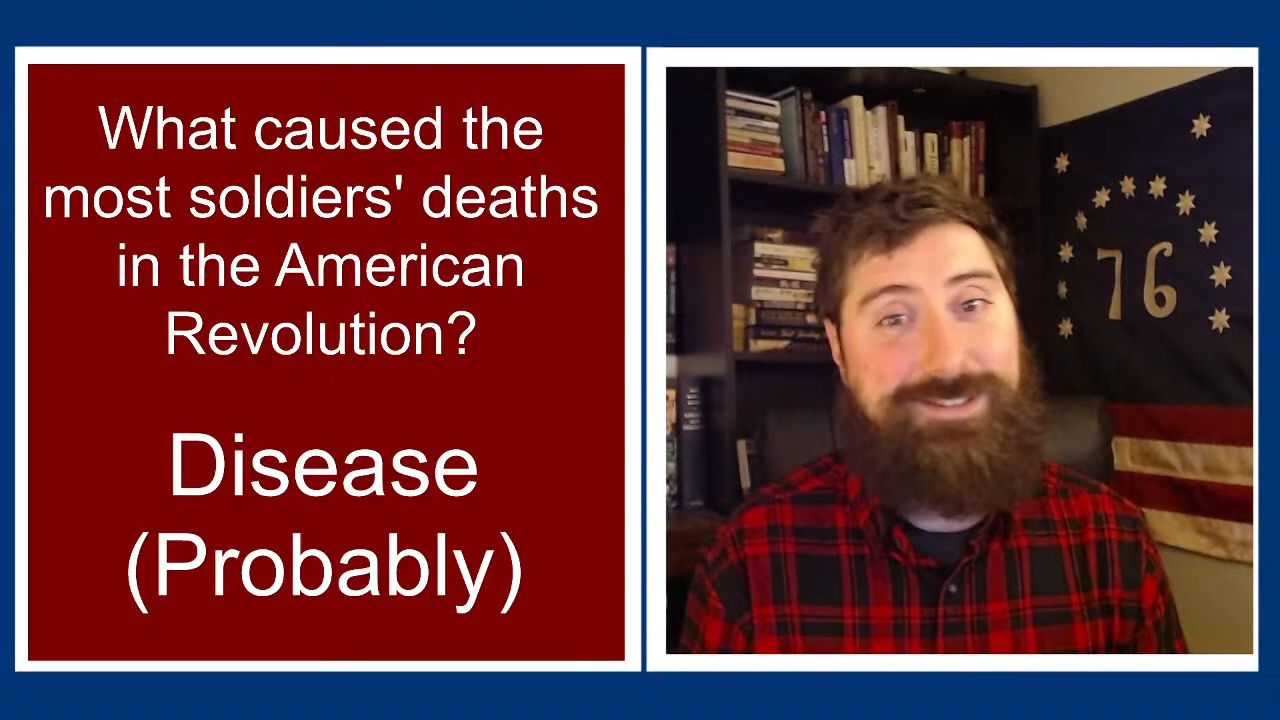 What caused the
most soldiers' deaths
in the American
Revolution?
Disease
(Probably)
76